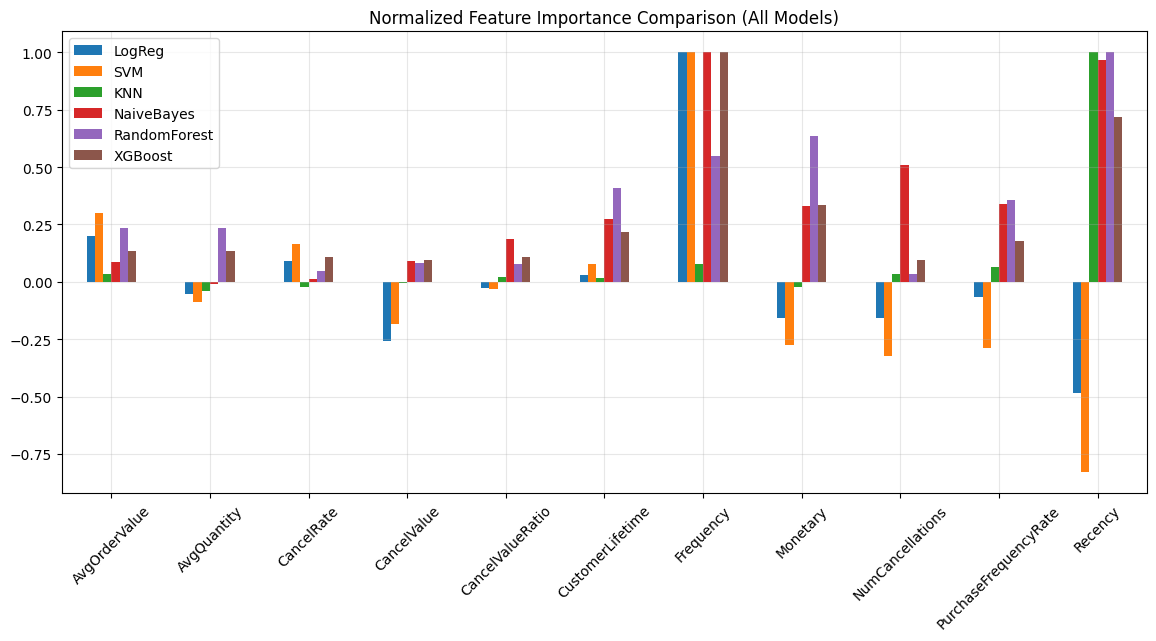 Normalized Feature Importance Comparison (All Models)
LogReg
SVM
KNN
NaiveBayes
RandomForest
XGBoost
1.00
0.75
0.50
0.25
0.00
−0.25
−0.50
−0.75
AvgOrderValue
AvgQuantity
CancelRate
CancelValue
CancelValueRatio
CustomerLifetime
Frequency
Monetary
NumCancellations
PurchaseFrequencyRate
Recency